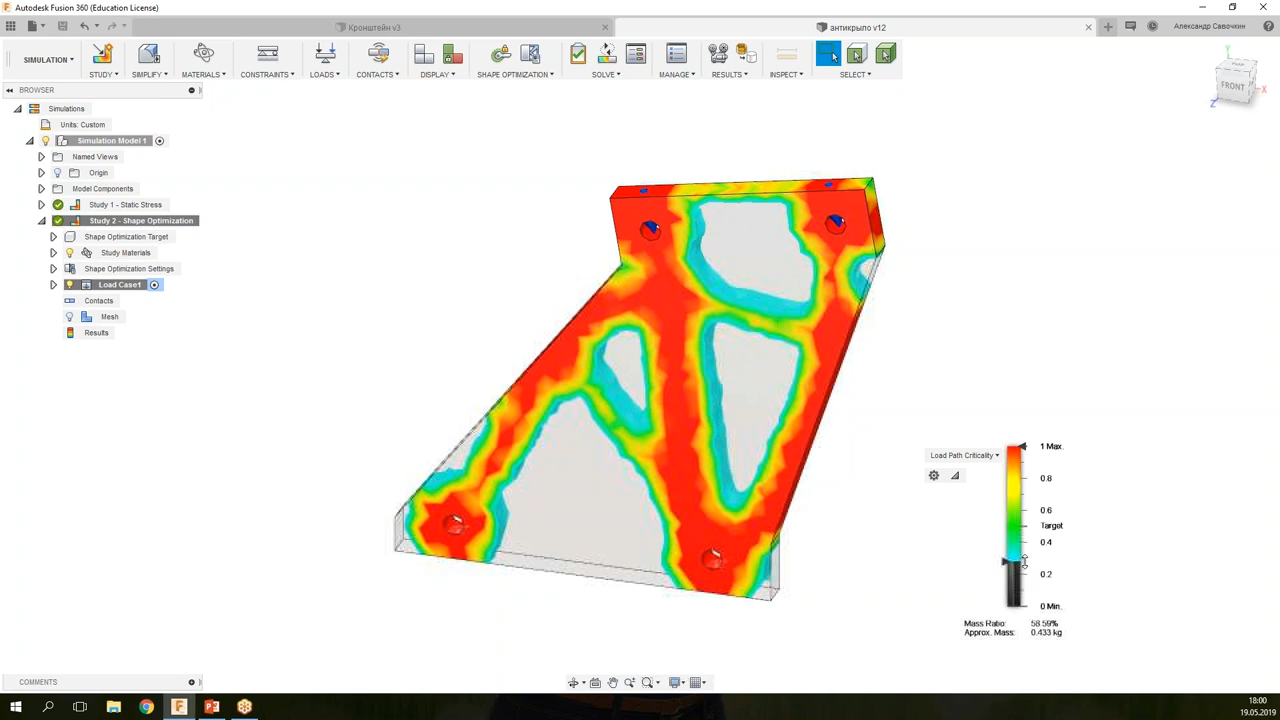 Autodesk Fusion 360 (Education License)
Кронштейн v3
антикрыло v12
Александр Савочкин
SIMULATION
STUDY
SIMPLIFY
MATERIALS
CONSTRAINTS
LOADS
CONTACTS
DISPLAY
SHAPE OPTIMIZATION
SOLVE
MANAGE
RESULTS
INSPECT
SELECT
BROWSER
Simulations
Units: Custom
Simulation Model 1
Named Views
Origin
Model Components
Study 1 - Static Stress
Study 2 - Shape Optimization
Shape Optimization Target
Study Materials
Shape Optimization Settings
Load Case1
Contacts
Mesh
Results
Y
FRONT
X
Z
Load Path Criticality
1 Max.
0.8
0.6
Target
0.4
0.2
0 Min.
Mass Ratio: 58.59%
Approx. Mass: 0.433 kg
COMMENTS
18:00
19.05.2019